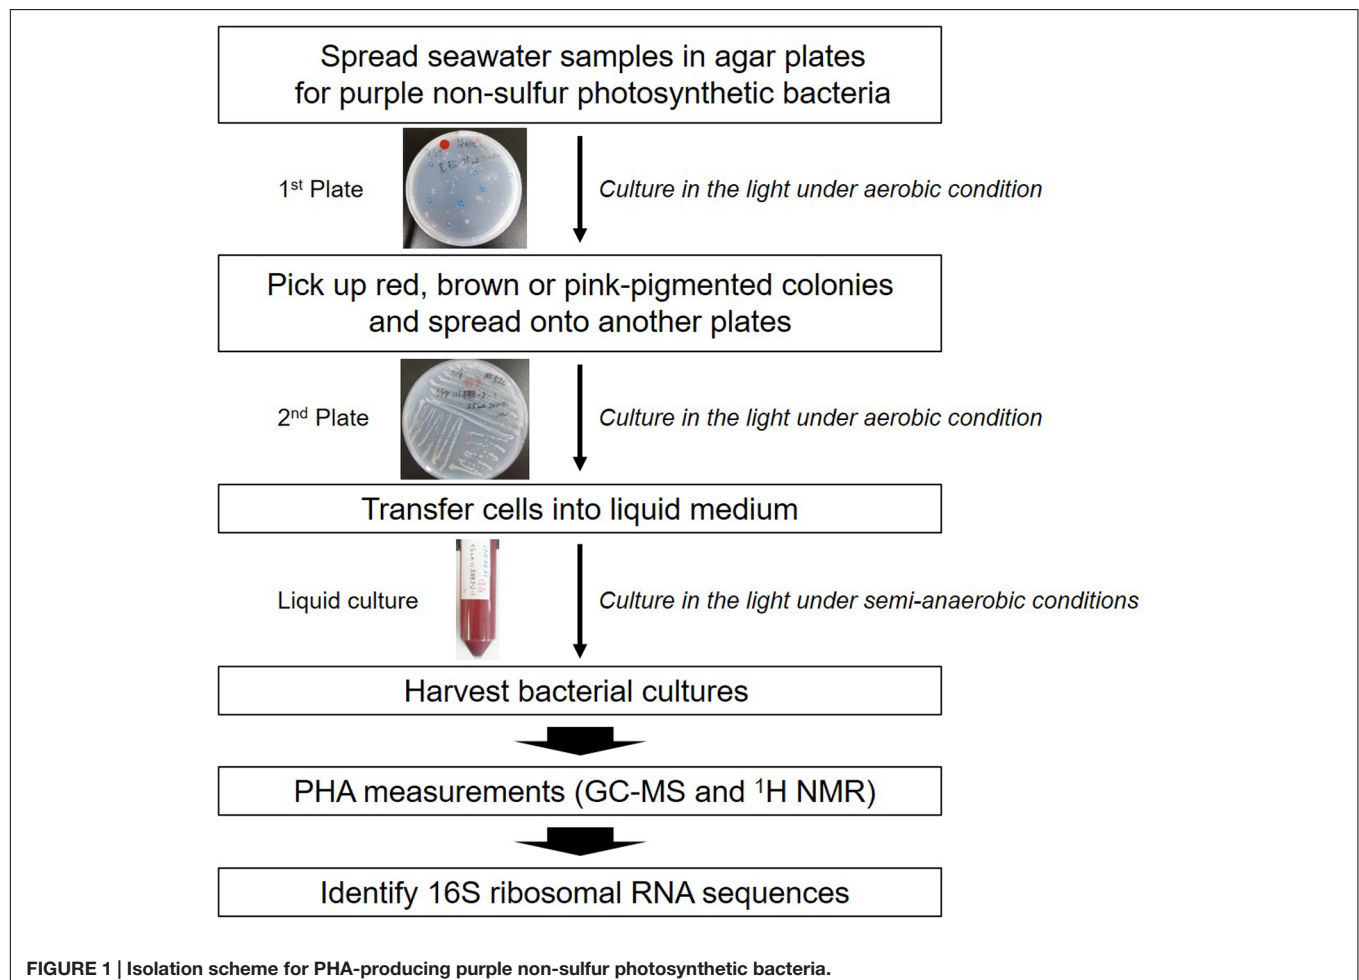 Spread seawater samples in agar plates
for purple non-sulfur photosynthetic bacteria
1st Plate
Culture in the light under aerobic condition
Pick up red, brown or pink-pigmented colonies
and spread onto another plates
2nd Plate
Culture in the light under aerobic condition
Transfer cells into liquid medium
Liquid culture
Culture in the light under semi-anaerobic conditions
Harvest bacterial cultures
PHA measurements (GC-MS and ¹H NMR)
Identify 16S ribosomal RNA sequences
FIGURE 1 | Isolation scheme for PHA-producing purple non-sulfur photosynthetic bacteria.